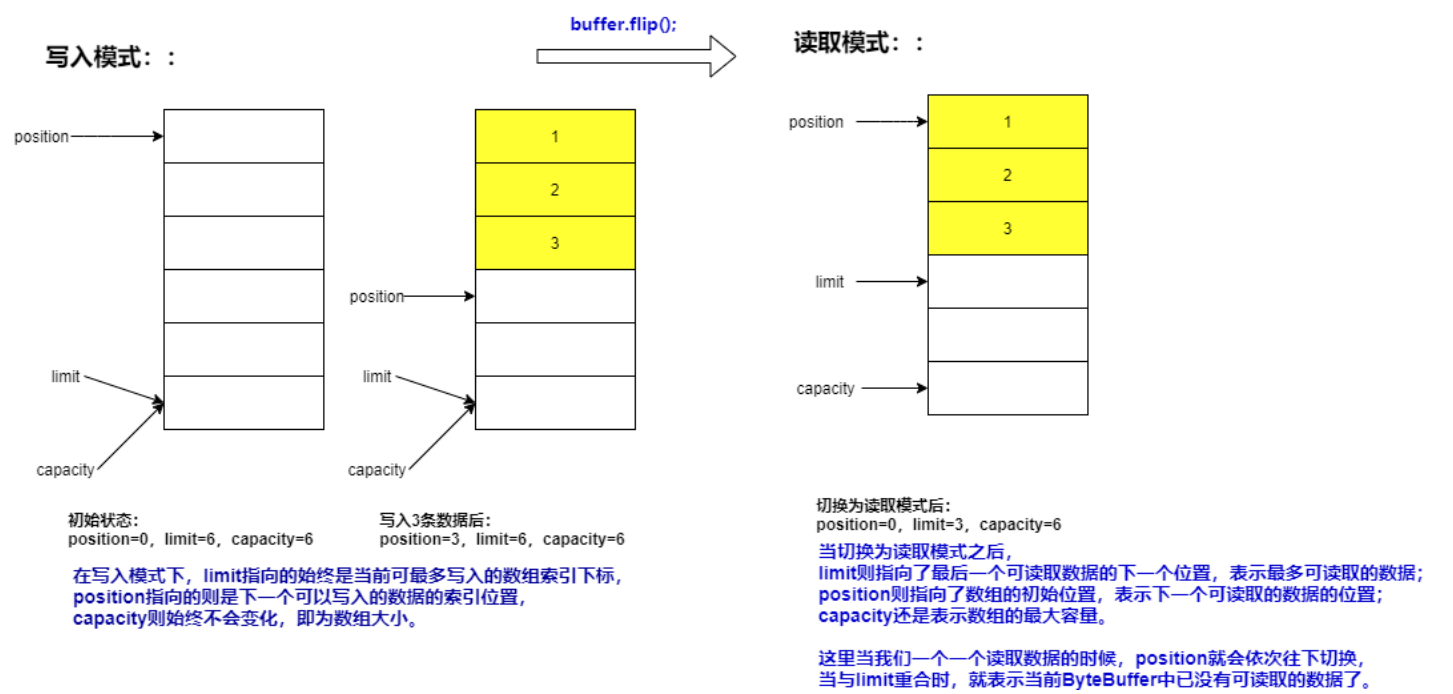 buffer.flip();
写入模式：：
position
limit
capacity
1
2
3
position
limit
capacity
初始状态：
position=0，limit=6，capacity=6
写入3条数据后：
position=3，limit=6，capacity=6
在写入模式下，limit指向的始终是当前可最多写入的数组索引下标，
position指向的则是下一个可以写入的数据的索引位置，
capacity则始终不会变化，即为数组大小。
读取模式：：
position
1
2
3
limit
capacity
切换为读取模式后：
position=0，limit=3，capacity=6
当切换为读取模式之后，
limit则指向了最后一个可读取数据的下一个位置，表示最多可读取的数据；
position则指向了数组的初始位置，表示下一个可读取的数据的位置；
capacity还是表示数组的最大容量。
这里当我们一个一个读取数据的时候，position就会依次往下切换，
当与limit重合时，就表示当前ByteBuffer中已没有可读取的数据了。